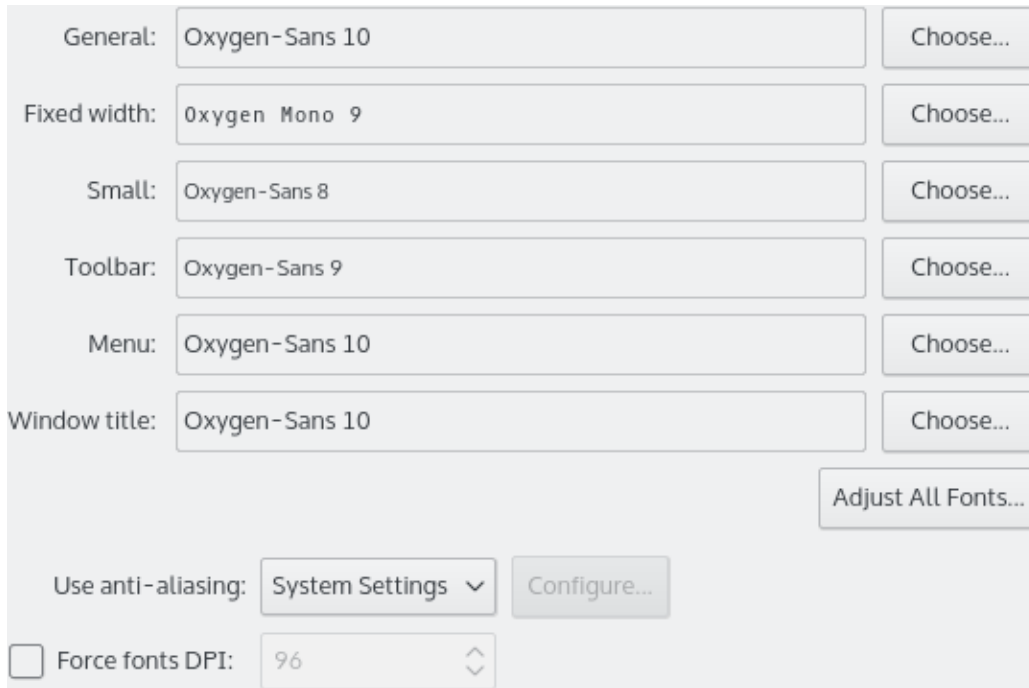 General: Oxygen-Sans 10 Choose...
Fixed width: Oxygen Mono 9 Choose...
Small: Oxygen-Sans 8 Choose...
Toolbar: Oxygen-Sans 9 Choose...
Menu: Oxygen-Sans 10 Choose...
Window title: Oxygen-Sans 10 Choose...
Adjust All Fonts...
Use anti-aliasing: System Settings Configure...
Force fonts DPI: 96